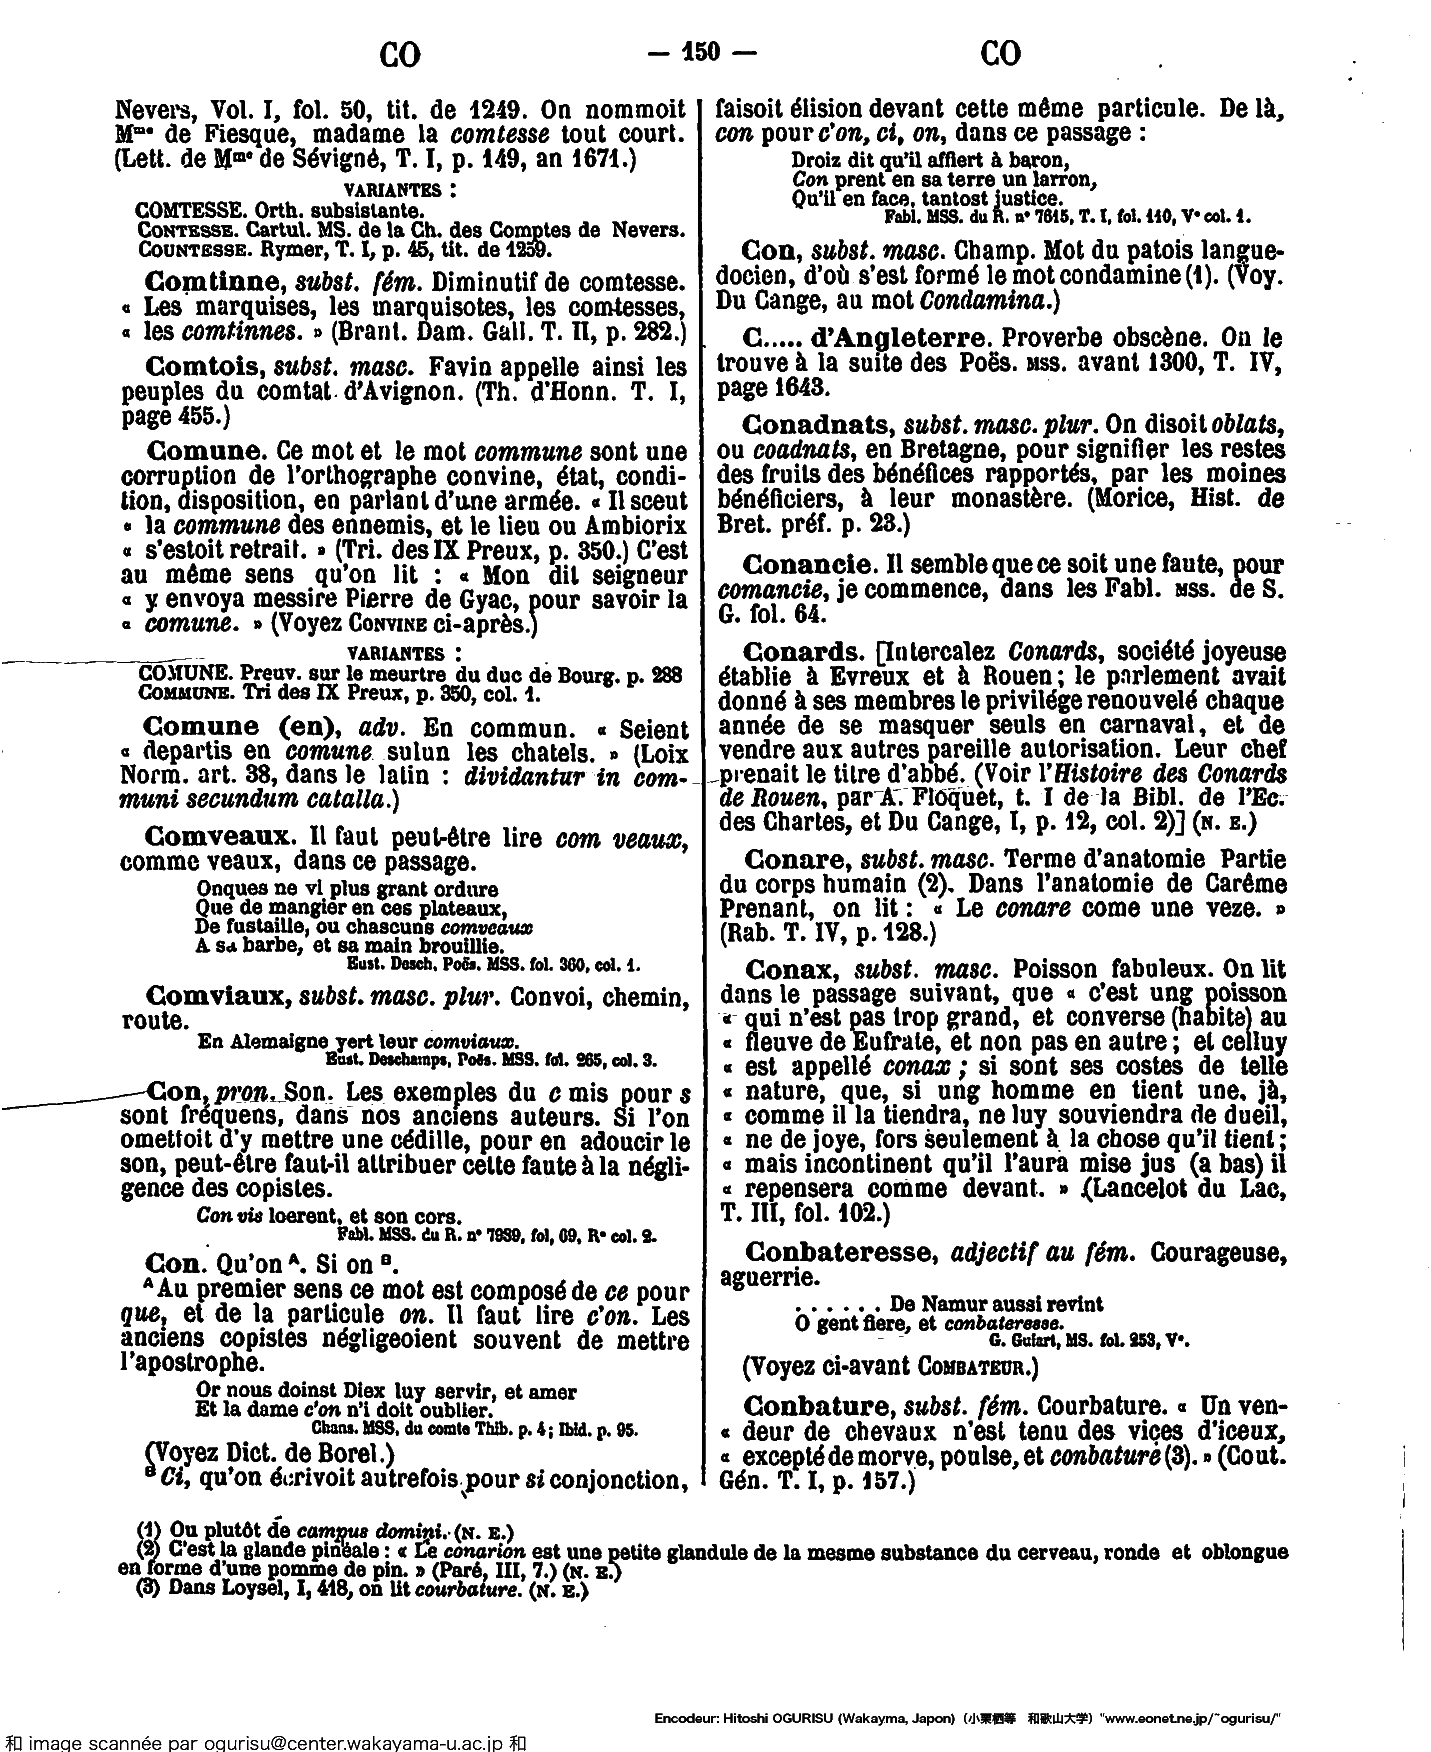 CO — 150 — CO
Nevers, Vol. I, fol. 50, tit. de 1249. On nommoit
Mme de Fiesque, madame la comtesse tout court.
(Lett. de Mme de Sévigné, T. I, p. 149, an 1671.)
VARIANTES :
COMTESSE. Orth. subsistante.
CONTESSE. Cartul. MS. de la Ch. des Comptes de Nevers.
COUNTESSE. Rymer, T. I, p. 45, tit. de 1259.
Comtinne, subst. fém. Diminutif de comtesse.
« Les marquises, les marquisotes, les comtesses,
« les comtinnes. » (Brant. Dam. Gall. T. II, p. 282.)
Comtois, subst. masc. Favin appelle ainsi les
peuples du comtat d'Avignon. (Th. d'Honn. T. I,
page 455.)
Comune. Ce mot et le mot commune sont une
corruption de l'orthographe convine, état, condi-
tion, disposition, en parlant d'une armée. « Il sceut
« la commune des ennemis, et le lieu ou Ambiorix
« s'estoit retrait. » (Tri. des IX Preux, p. 350.) C'est
au même sens qu'on lit : « Mon dit seigneur
« y envoya messire Pierre de Gyac, pour savoir la
« comune. » (Voyez CONVINE ci-après.)
VARIANTES :
COMUNE. Preuv. sur le meurtre du duc de Bourg. p. 288
COMMUNE. Tri des IX Preux, p. 350, col. 1.
Comune (en), adv. En commun. « Seient
« departis en comune sulun les chatels. » (Loix
Norm. art. 38, dans le latin : dividantur in com-
muni secundum catalla.)
Comveaux. Il faut peut-être lire com veaux,
comme veaux, dans ce passage.
Onques ne vi plus grant ordure
Que de mangier en ces plateaux,
De fustaille, ou chascuns comveaux
A sa barbe, et sa main brouillie.
Eust. Desch. Poës. MSS. fol. 360, col. 1.
Comviaux, subst. masc. plur. Convoi, chemin,
route.
En Alemaigne yert leur comviaux.
Eust. Deschamps, Poës. MSS. fol. 265, col. 3.
Con, pron. Son. Les exemples du c mis pour s
sont fréquens, dans nos anciens auteurs. Si l'on
omettoit d'y mettre une cédille, pour en adoucir le
son, peut-être faut-il attribuer cette faute à la négli-
gence des copistes.
Con vis loerent, et son cors.
Fabl. MSS. du R. n° 7989, fol, 69, R° col. 2.
Con. Qu'on A. Si on B.
A Au premier sens ce mot est composé de ce pour
que, et de la particule on. Il faut lire c'on. Les
anciens copistes négligeoient souvent de mettre
l'apostrophe.
Or nous doinst Diex luy servir, et amer
Et la dame c'on n'i doit oublier.
Chans. MSS. du comte Thib. p. 4; Ibid. p. 95.
(Voyez Dict. de Borel.)
B Ci, qu'on écrivoit autrefois pour si conjonction,
faisoit élision devant cette même particule. De là,
con pour c'on, ci, on, dans ce passage :
Droiz dit qu'il affiert à baron,
Con prent en sa terre un larron,
Qu'il en face, tantost justice.
Fabl. MSS. du R. n° 7615, T. I, fol. 110, V° col. 1.
Con, subst. masc. Champ. Mot du patois langue-
docien, d'où s'est formé le mot condamine (1). (Voy.
Du Cange, au mot Condamina.)
C..... d'Angleterre. Proverbe obscène. On le
trouve à la suite des Poës. MSS. avant 1300, T. IV,
page 1643.
Conadnats, subst. masc. plur. On disoit oblats,
ou coadnats, en Bretagne, pour signifier les restes
des fruits des bénéfices rapportés, par les moines
bénéficiers, à leur monastère. (Morice, Hist. de
Bret. préf. p. 23.)
Conancie. Il semble que ce soit une faute, pour
comancie, je commence, dans les Fabl. MSS. de S.
G. fol. 64.
Conards. [Intercalez Conards, société joyeuse
établie à Evreux et à Rouen; le parlement avait
donné à ses membres le privilége renouvelé chaque
année de se masquer seuls en carnaval, et de
vendre aux autres pareille autorisation. Leur chef
prenait le titre d'abbé. (Voir l'Histoire des Conards
de Rouen, par A. Floquet, t. I de la Bibl. de l'Ec.
des Chartes, et Du Cange, I, p. 12, col. 2)] (N. E.)
Conare, subst. masc. Terme d'anatomie Partie
du corps humain (2). Dans l'anatomie de Carême
Prenant, on lit : « Le conare come une veze. »
(Rab. T. IV, p. 128.)
Conax, subst. masc. Poisson fabuleux. On lit
dans le passage suivant, que « c'est ung poisson
« qui n'est pas trop grand, et converse (habite) au
« fleuve de Eufrate, et non pas en autre; et celluy
« est appellé conax; si sont ses costes de telle
« nature, que, si ung homme en tient une, jà,
« comme il la tiendra, ne luy souviendra de dueil,
« ne de joye, fors seulement à la chose qu'il tient;
« mais incontinent qu'il l'aura mise jus (a bas) il
« repensera comme devant. » (Lancelot du Lac,
T. III, fol. 102.)
Conbateresse, adjectif au fém. Courageuse,
aguerrie.
...... De Namur aussi revint
O gent fiere, et conbateresse.
G. Guiart, MS. fol. 253, V°.
(Voyez ci-avant COMBATEUR.)
Conbature, subst. fém. Courbature. « Un ven-
« deur de chevaux n'est tenu des vices d'iceux,
« excepté de morve, poulse, et conbature (3). » (Cout.
Gén. T. I, p. 157.)
(1) Ou plutôt de campus domini. (N. E.)
(2) C'est la glande pinéale : « Le conarion est une petite glandule de la mesme substance du cerveau, ronde et oblongue
en forme d'une pomme de pin. » (Paré, III, 7.) (N. E.)
(3) Dans Loysel, I, 418, on lit courbature. (N. E.)
Encodeur: Hitoshi OGURISU (Wakayma, Japon) (小栗栖等 和歌山大学) "www.eonet.ne.jp/~ogurisu/"
和 image scannée par ogurisu@center.wakayama-u.ac.jp 和